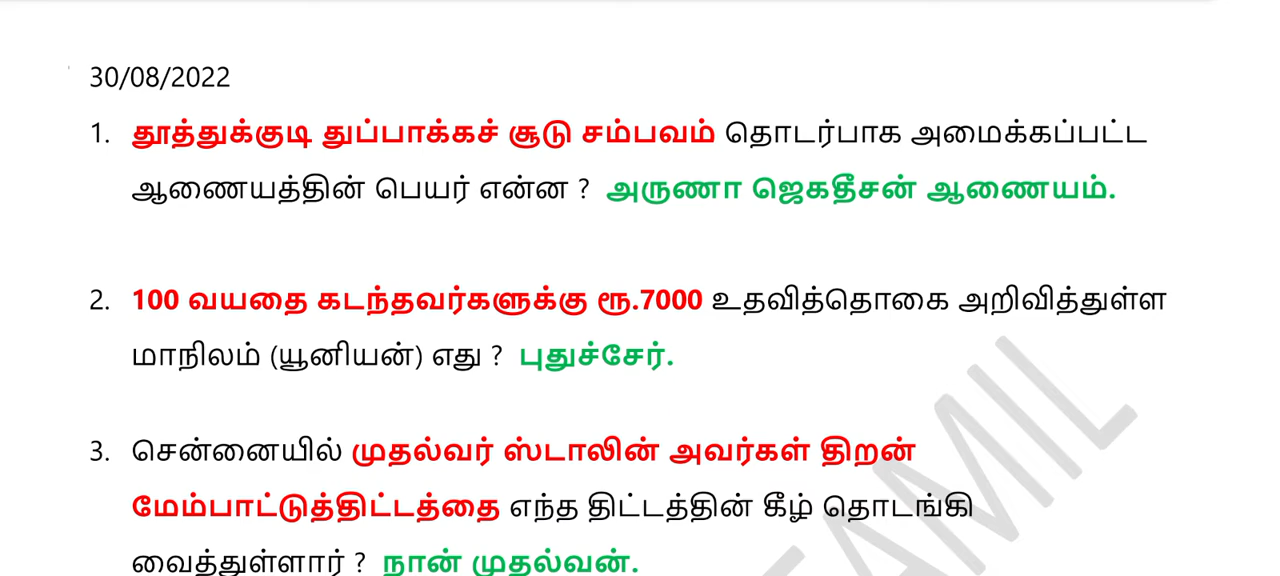 30/08/2022
1. தூத்துக்குடி துப்பாக்கச் சூடு சம்பவம் தொடர்பாக அமைக்கப்பட்ட
ஆணையத்தின் பெயர் என்ன ? அருணா ஜெகதீசன் ஆணையம்.
2. 100 வயதை கடந்தவர்களுக்கு ரூ.7000 உதவித்தொகை அறிவித்துள்ள
மாநிலம் (யூனியன்) எது ? புதுச்சேர்.
3. சென்னையில் முதல்வர் ஸ்டாலின் அவர்கள் திறன்
மேம்பாட்டுத்திட்டத்தை எந்த திட்டத்தின் கீழ் தொடங்கி
வைத்துள்ளார் ? நான் முதல்வன்.
TAMIL